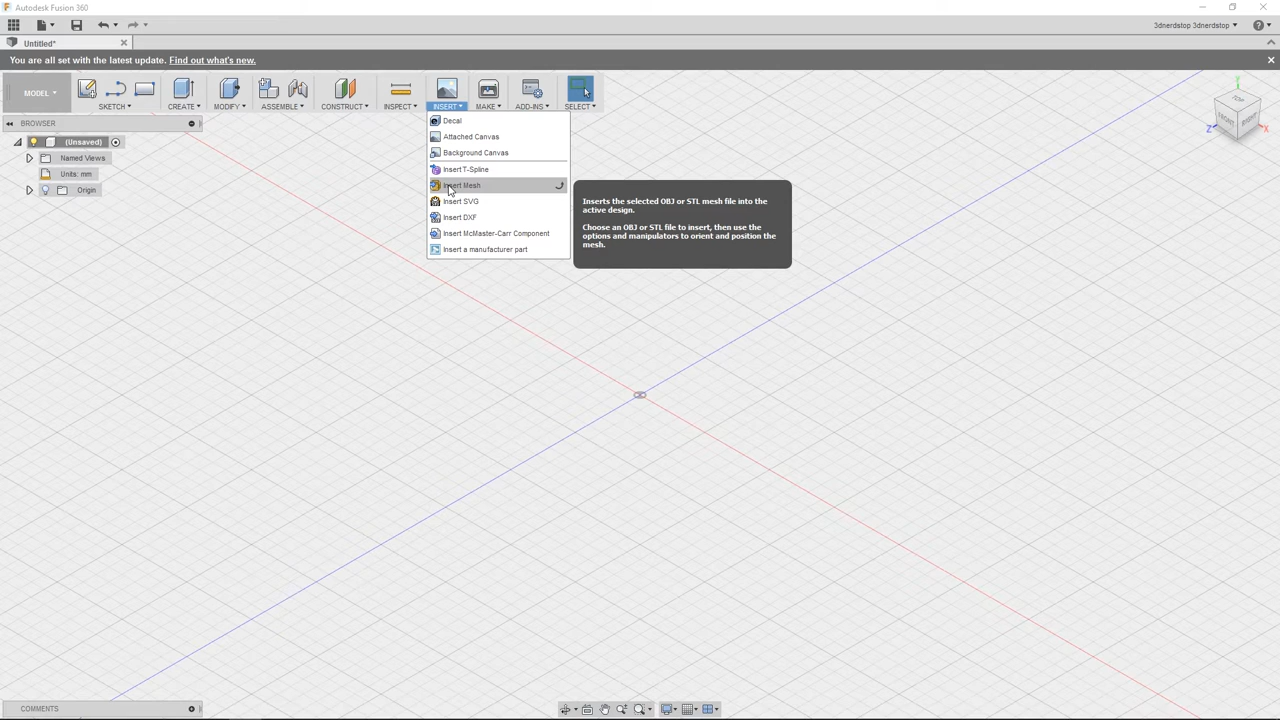 Autodesk Fusion 360
3dnerdstop 3dnerdstop
Untitled*
You are all set with the latest update. Find out what's new.
MODEL
SKETCH
CREATE
MODIFY
ASSEMBLE
CONSTRUCT
INSPECT
INSERT
MAKE
ADD-INS
SELECT
BROWSER
(Unsaved)
Named Views
Units: mm
Origin
Decal
Attached Canvas
Background Canvas
Insert T-Spline
Insert Mesh
Insert SVG
Insert DXF
Insert McMaster-Carr Component
Insert a manufacturer part
Inserts the selected OBJ or STL mesh file into the
active design.
Choose an OBJ or STL file to insert, then use the
options and manipulators to orient and position the
mesh.
Y
TOP
FRONT
RIGHT
Z
X
COMMENTS